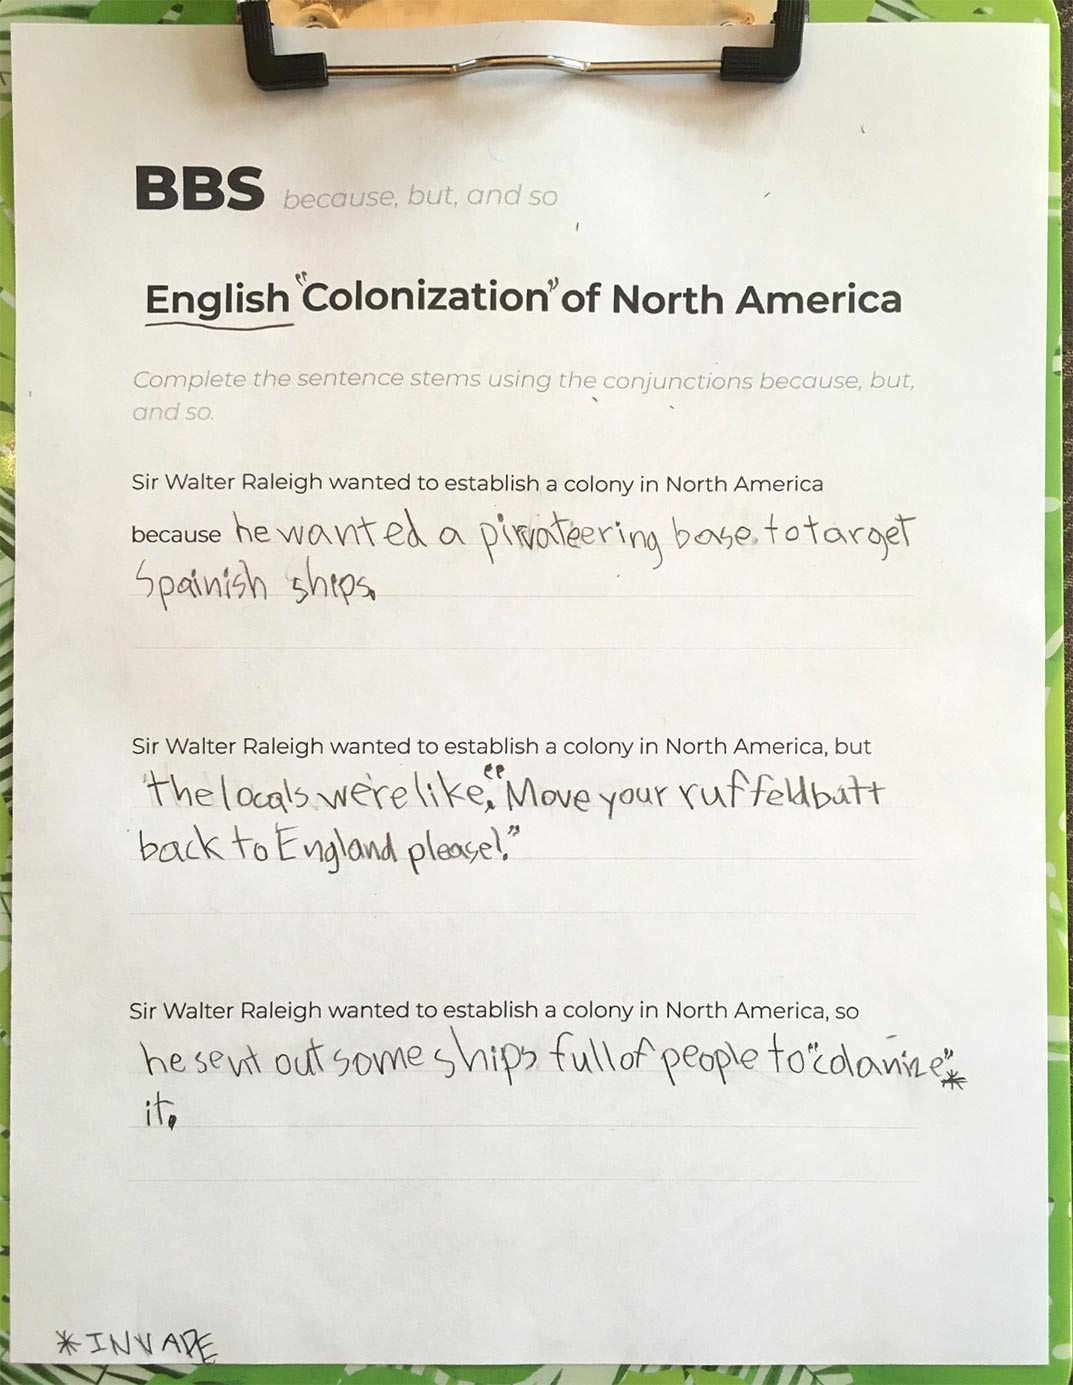 BBS because, but, and so
English "Colonization" of North America
Complete the sentence stems using the conjunctions because, but,
and so.
Sir Walter Raleigh wanted to establish a colony in North America
because he wanted a pirvateering base. to target
Spainish ships.
Sir Walter Raleigh wanted to establish a colony in North America, but
the locals were like, "Move your ruffeld butt
back to England please!"
Sir Walter Raleigh wanted to establish a colony in North America, so
he sent out some ships full of people to "colanize"*
it.
*INVADE